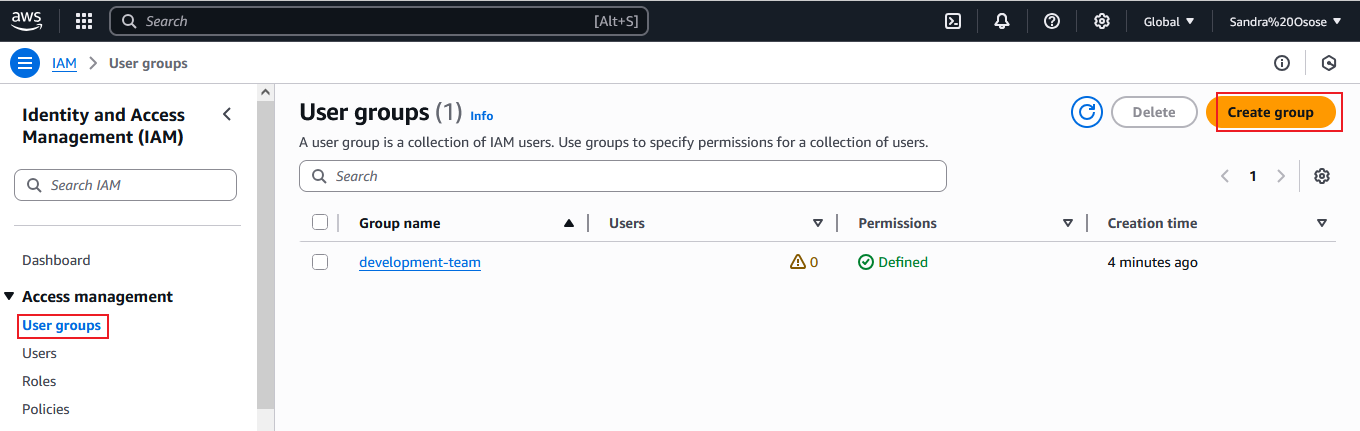 aws Search [Alt+S] Global Sandra%20Osose
IAM User groups
Identity and Access
Management (IAM)
Search IAM
Dashboard
Access management
User groups
Users
Roles
Policies
User groups (1) Info
Delete
Create group
A user group is a collection of IAM users. Use groups to specify permissions for a collection of users.
Search
1
Group name Users Permissions Creation time
development-team 0 Defined 4 minutes ago